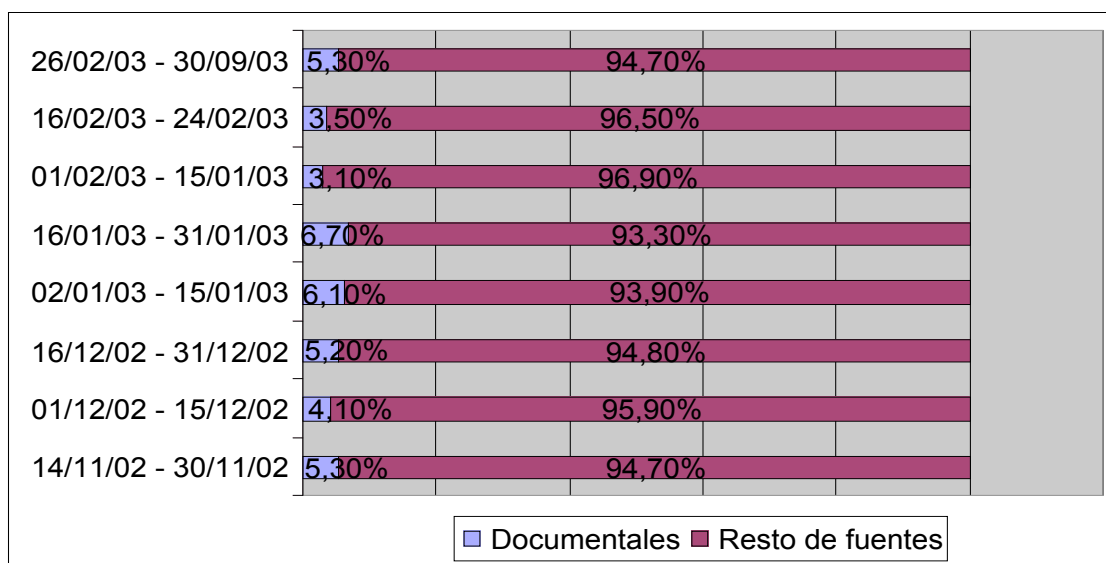 26/02/03 - 30/09/03 5,30% 94,70%
16/02/03 - 24/02/03 3,50% 96,50%
01/02/03 - 15/01/03 3,10% 96,90%
16/01/03 - 31/01/03 6,70% 93,30%
02/01/03 - 15/01/03 6,10% 93,90%
16/12/02 - 31/12/02 5,20% 94,80%
01/12/02 - 15/12/02 4,10% 95,90%
14/11/02 - 30/11/02 5,30% 94,70%
Documentales Resto de fuentes